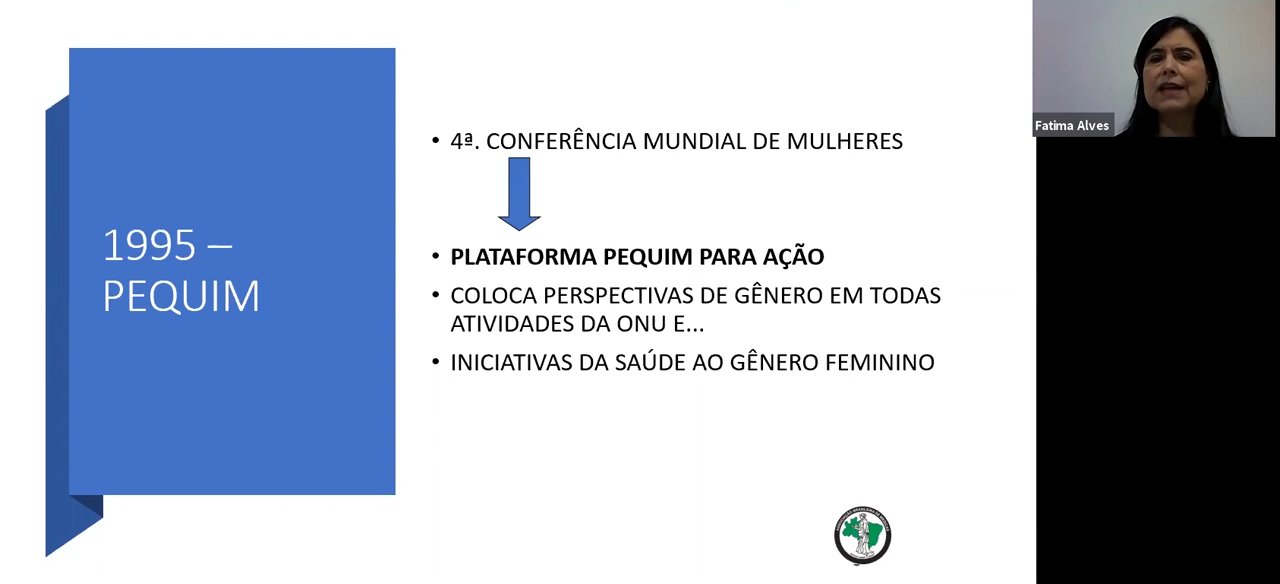 1995 –
PEQUIM
• 4ª. CONFERÊNCIA MUNDIAL DE MULHERES
• PLATAFORMA PEQUIM PARA AÇÃO
• COLOCA PERSPECTIVAS DE GÊNERO EM TODAS
ATIVIDADES DA ONU E...
• INICIATIVAS DA SAÚDE AO GÊNERO FEMININO
Fatima Alves